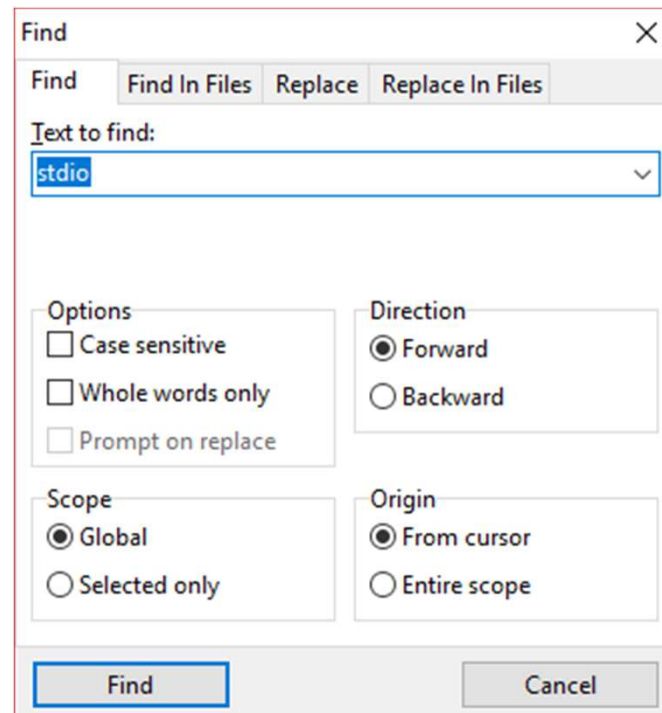 Find
Find Find In Files Replace Replace In Files
Text to find:
stdio
Options
Case sensitive
Whole words only
Prompt on replace
Direction
Forward
Backward
Scope
Global
Selected only
Origin
From cursor
Entire scope
Find Cancel